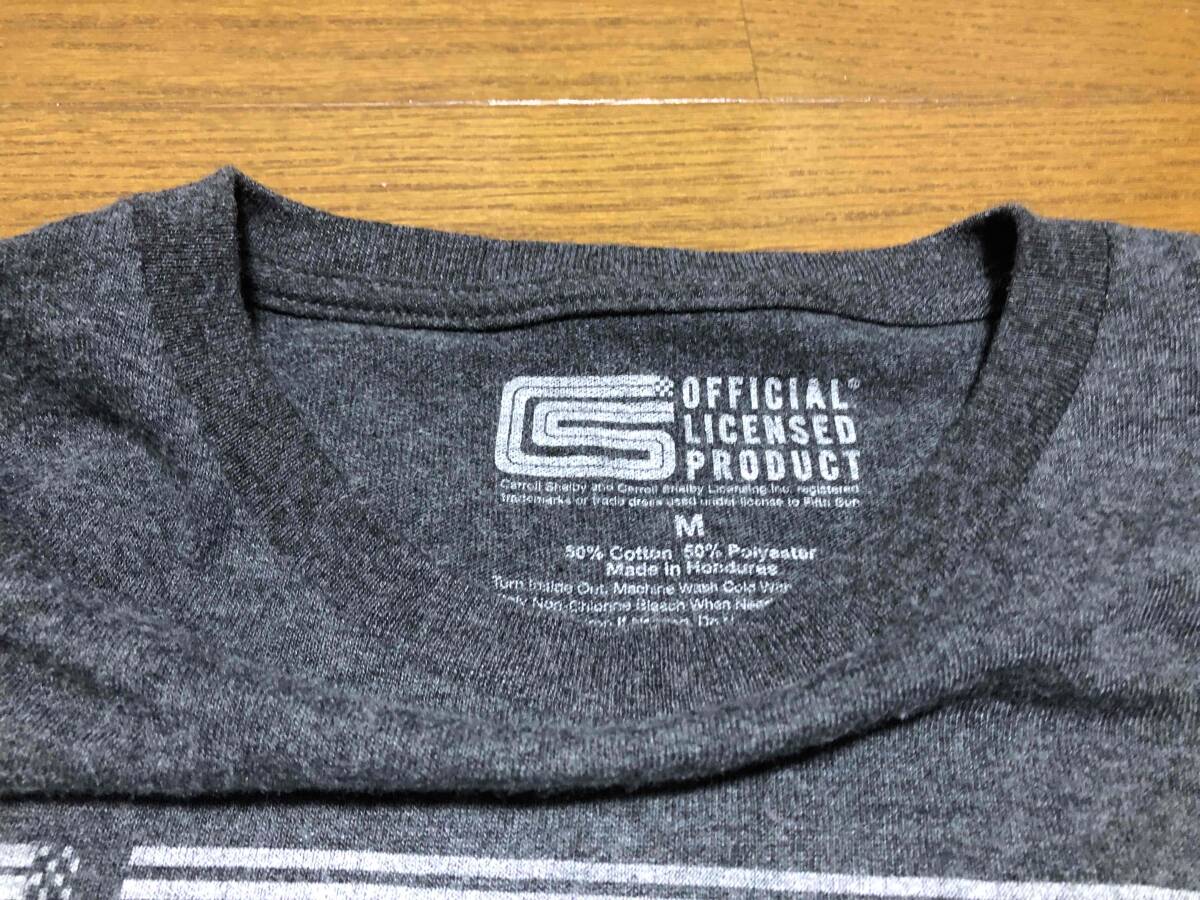 OFFICIAL®
LICENSED
PRODUCT
Carroll Shelby and Carroll Shelby Licensing Inc. registered
trademarks or trade dress used under license to Fifth Sun
M
50% Cotton 50% Polyester
Made in Honduras
Turn Inside Out. Machine Wash Cold With
Only Non-Chlorine Bleach When Need